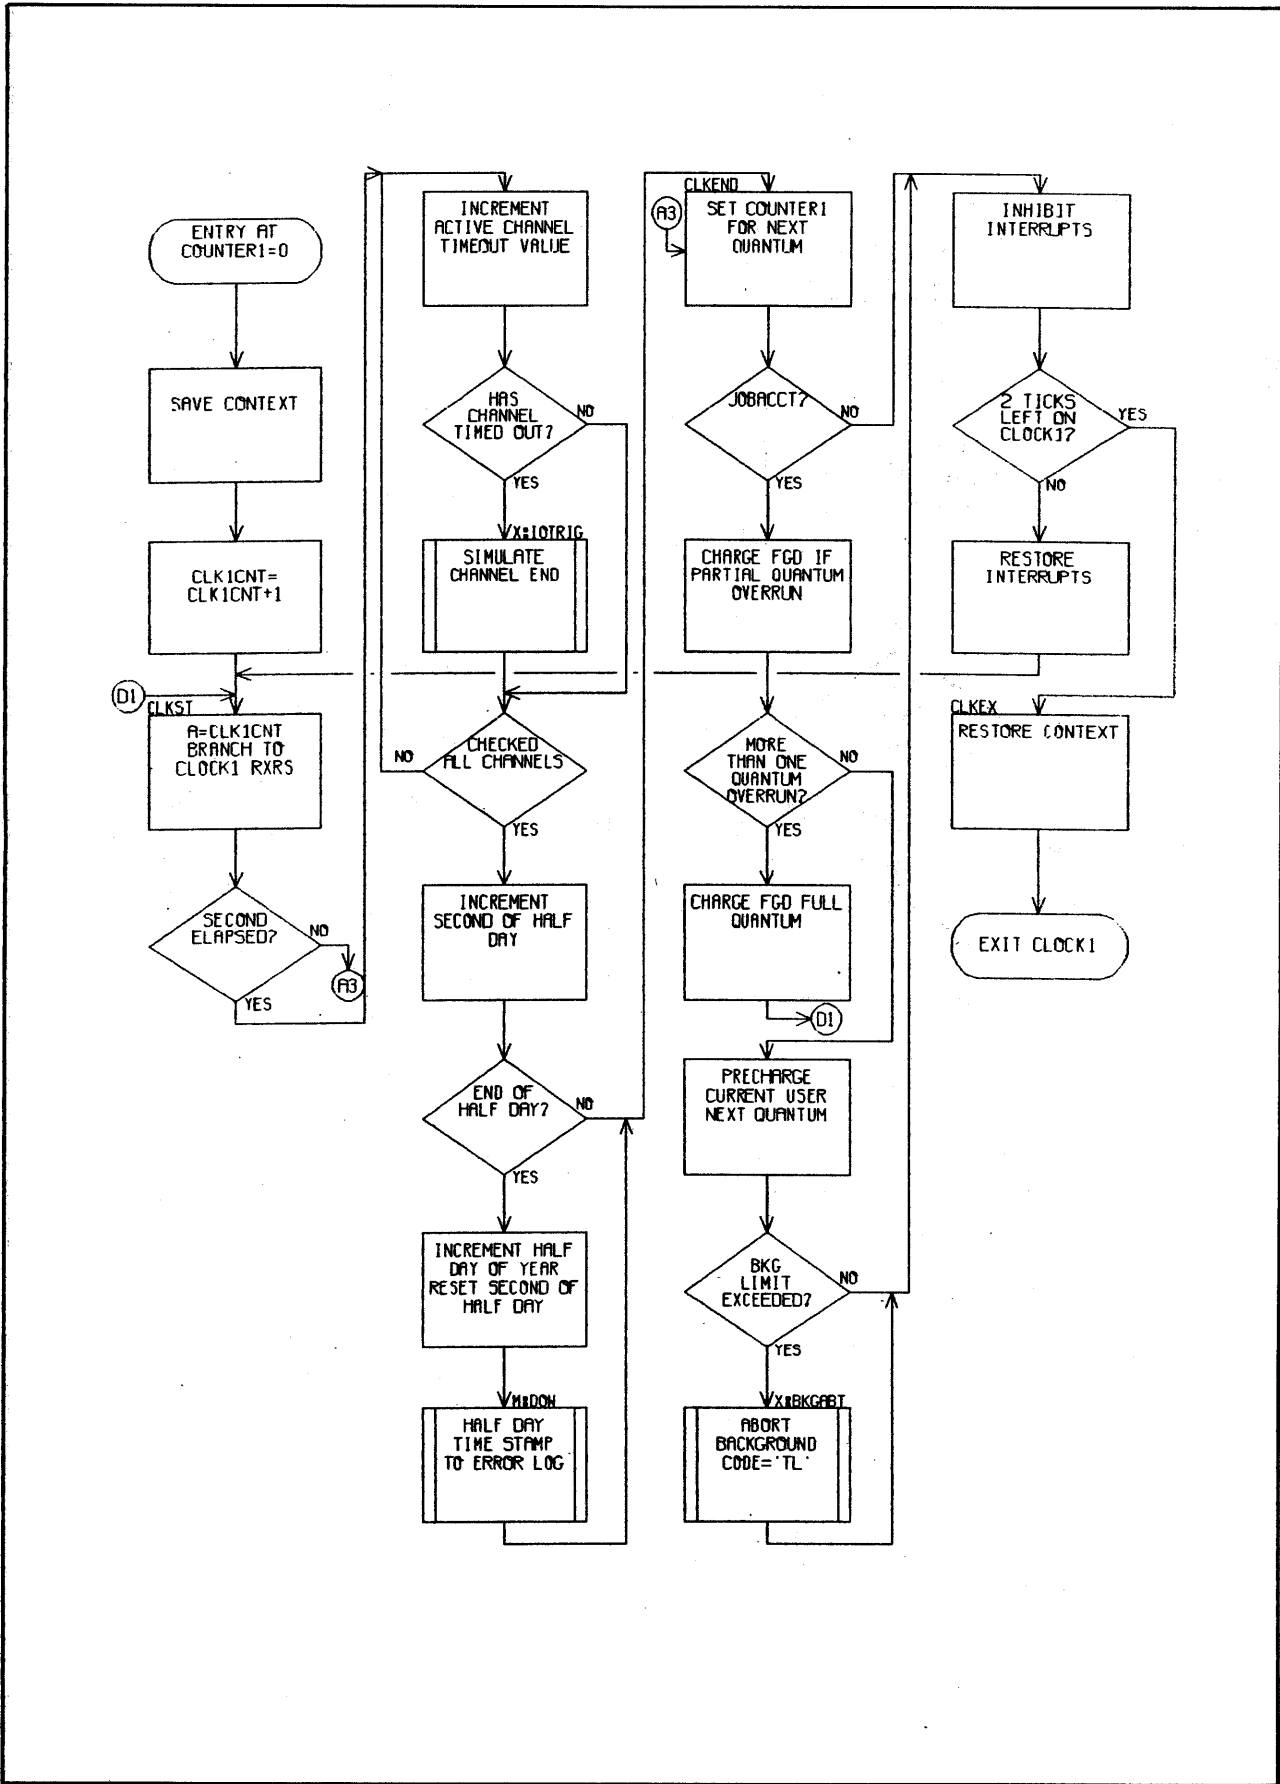 ENTRY AT
COUNTER1=0
SAVE CONTEXT
CLK1CNT=
CLK1CNT+1
D1
CLKST
A=CLK1CNT
BRANCH TO
CLOCK1 RXRS
SECOND
ELAPSED?
NO
A3
YES
INCREMENT
ACTIVE CHANNEL
TIMEOUT VALUE
HAS
CHANNEL
TIMED OUT?
NO
YES
X:IOTRIG
SIMULATE
CHANNEL END
CHECKED
ALL CHANNELS
NO
YES
INCREMENT
SECOND OF HALF
DAY
END OF
HALF DAY?
NO
YES
INCREMENT HALF
DAY OF YEAR
RESET SECOND OF
HALF DAY
M:DOW
HALF DAY
TIME STAMP
TO ERROR LOG
CLKEND
A3
SET COUNTER1
FOR NEXT
QUANTUM
JOBACCT?
NO
YES
CHARGE FGD IF
PARTIAL QUANTUM
OVERRUN
MORE
THAN ONE
QUANTUM
OVERRUN?
NO
YES
CHARGE FGD FULL
QUANTUM
D1
PRECHARGE
CURRENT USER
NEXT QUANTUM
BKG
LIMIT
EXCEEDED?
NO
YES
X:BKGABT
ABORT
BACKGROUND
CODE='TL'
INHIBIT
INTERRUPTS
2 TICKS
LEFT ON
CLOCK1?
YES
NO
RESTORE
INTERRUPTS
CLKEX
RESTORE CONTEXT
EXIT CLOCK1